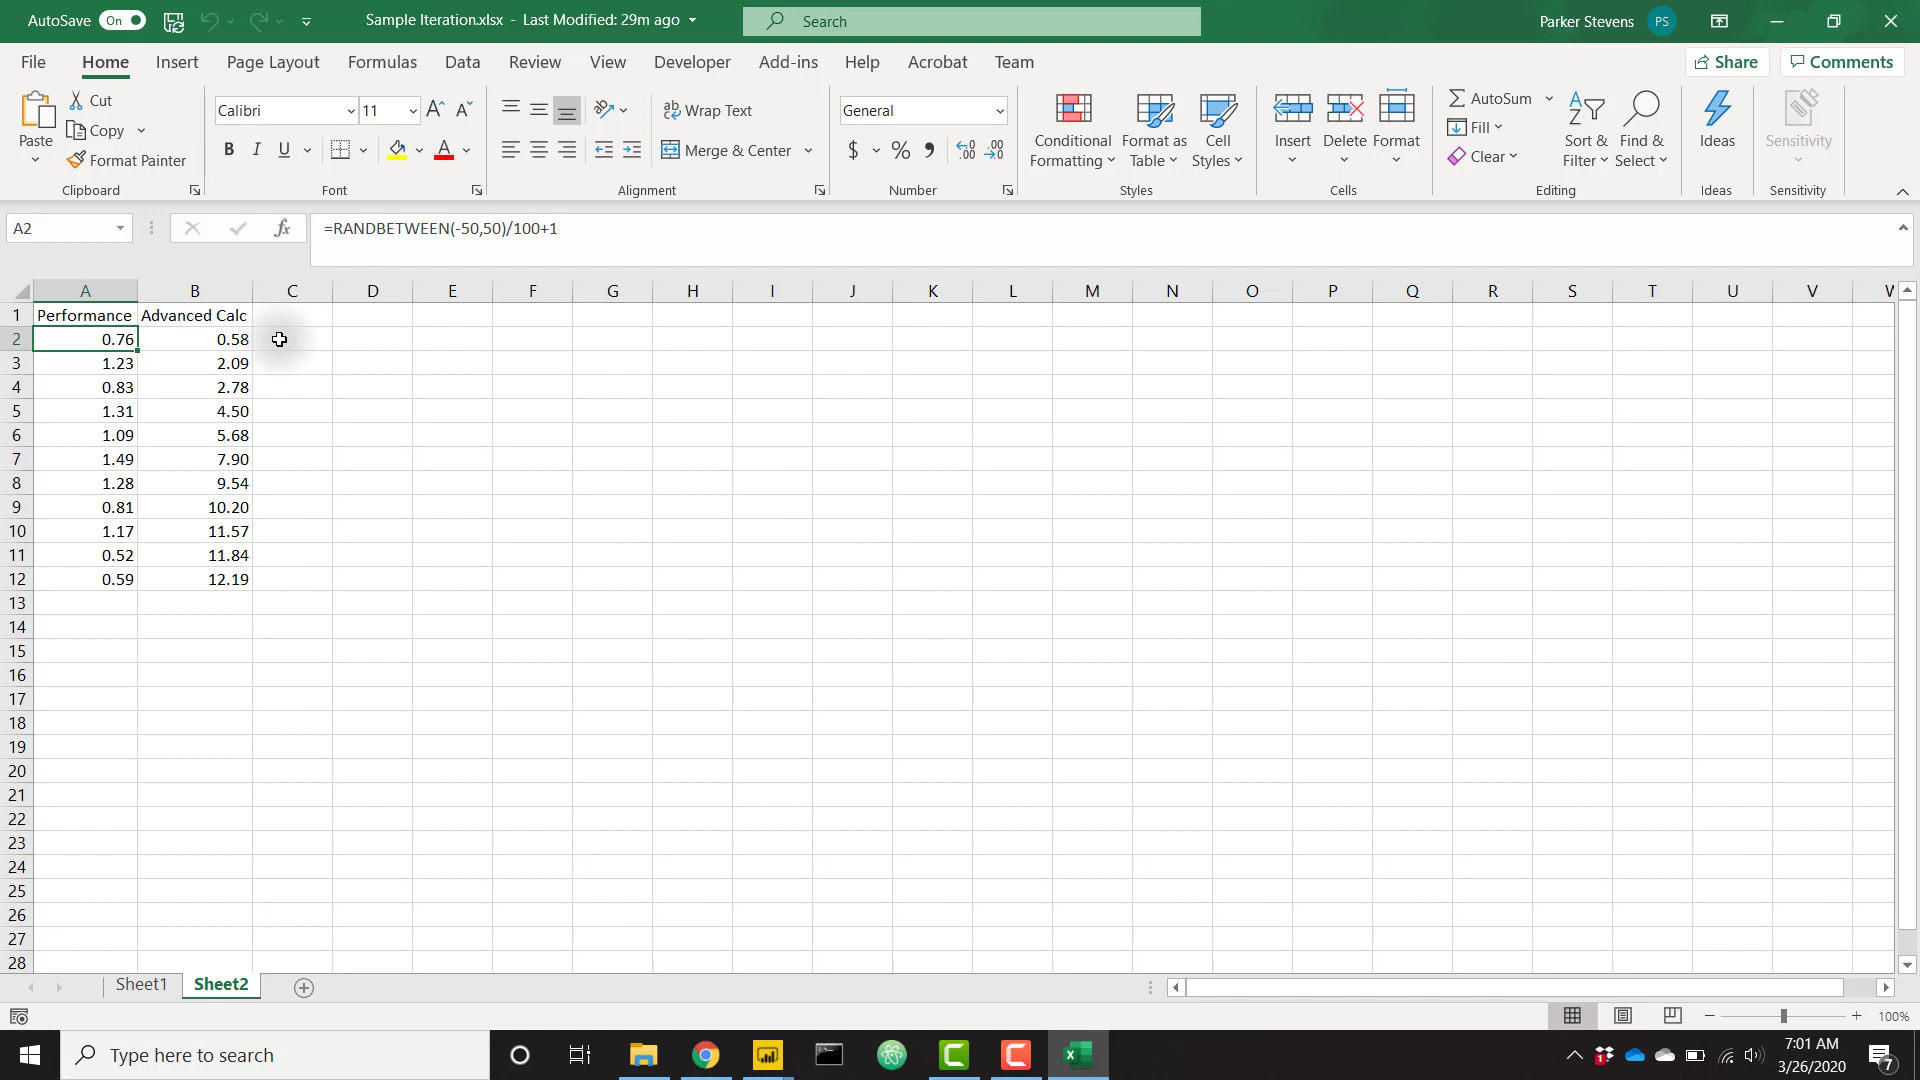 AutoSave On Sample Iteration.xlsx - Last Modified: 29m ago Search Parker Stevens PS
File Home Insert Page Layout Formulas Data Review View Developer Add-ins Help Acrobat Team Share Comments
Paste
Cut
Copy
Format Painter
Clipboard
Calibri 11 A A
B I U A
Font
ab Wrap Text
Merge & Center
Alignment
General
$ % 9 .00 .00
Number
Conditional Formatting
Format as Table
Cell Styles
Styles
Insert Delete Format
Cells
AutoSum
Fill
Clear
Sort & Filter
Find & Select
Editing
Ideas
Ideas
Sensitivity
Sensitivity
A2 fx =RANDBETWEEN(-50,50)/100+1
A B C D E F G H I J K L M N O P Q R S T U V W
1 Performance Advanced Calc
2 0.76 0.58
3 1.23 2.09
4 0.83 2.78
5 1.31 4.50
6 1.09 5.68
7 1.49 7.90
8 1.28 9.54
9 0.81 10.20
10 1.17 11.57
11 0.52 11.84
12 0.59 12.19
13
14
15
16
17
18
19
20
21
22
23
24
25
26
27
28
Sheet1 Sheet2
100%
Type here to search
7:01 AM
3/26/2020
7